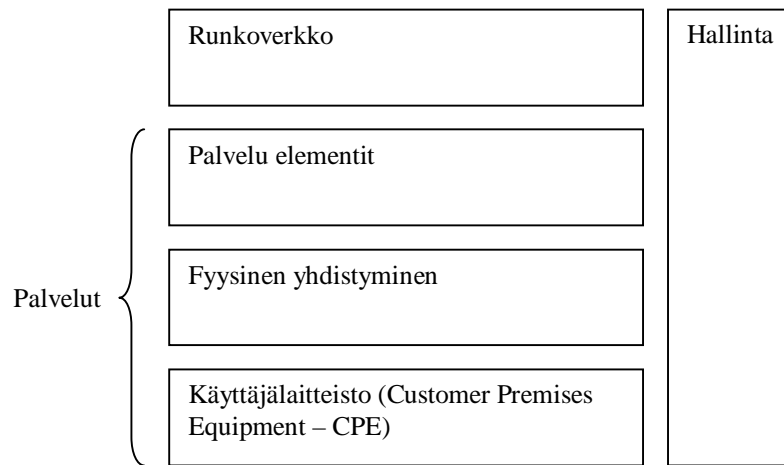 Runkoverkko
Hallinta
Palvelu elementit
Fyysinen yhdistyminen
Palvelut
Käyttäjälaitteisto (Customer Premises
Equipment – CPE)